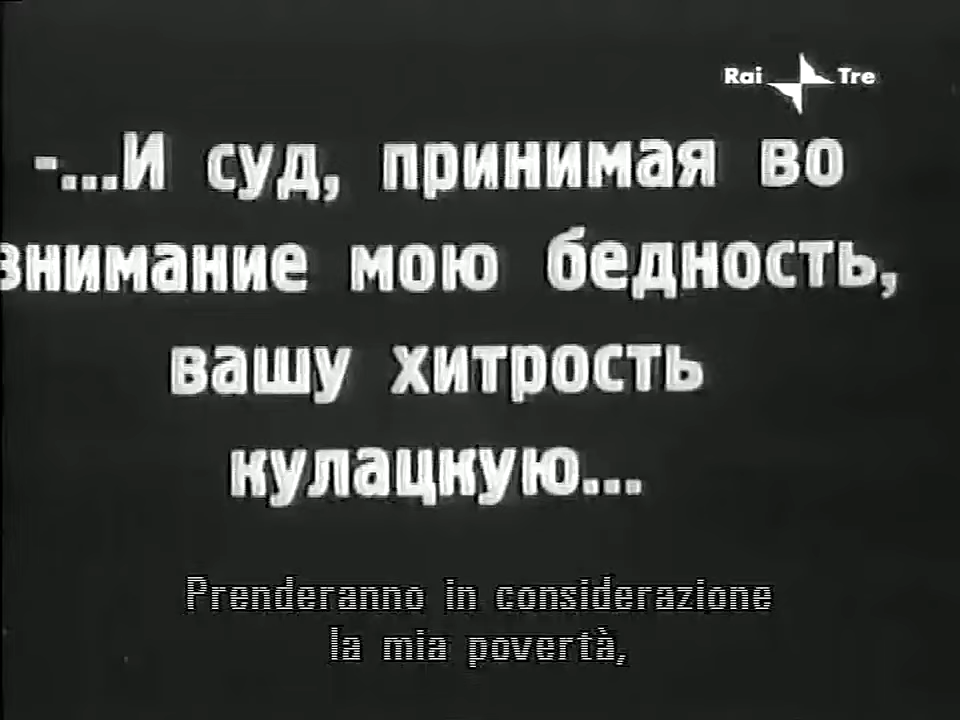 Rai Tre
-...И суд, принимая во
внимание мою бедность,
вашу хитрость
кулацкую...
Prenderanno in considerazione
la mia povertà,